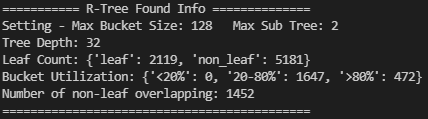 =========== R-Tree Found Info ==============
Setting - Max Bucket Size: 128   Max Sub Tree: 2
Tree Depth: 32
Leaf Count: {'leaf': 2119, 'non_leaf': 5181}
Bucket Utilization: {'<20%': 0, '20-80%': 1647, '>80%': 472}
Number of non-leaf overlapping: 1452
============================================